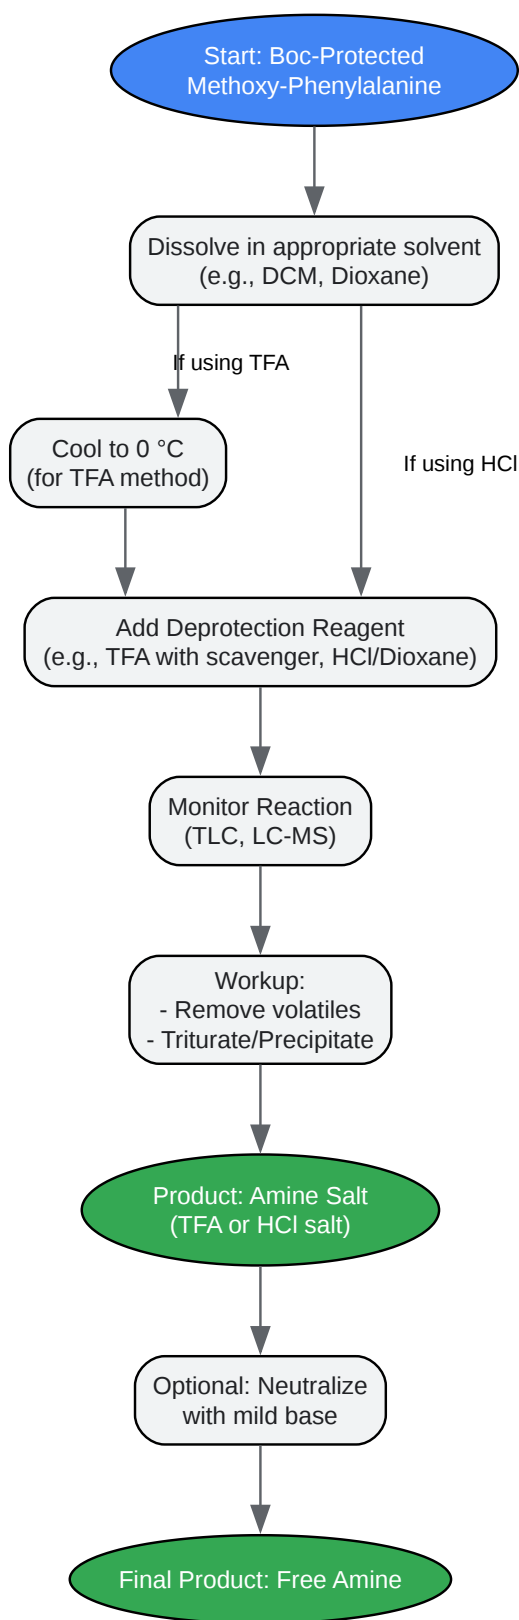 Start: Boc-Protected
Methoxy-Phenylalanine
Dissolve in appropriate solvent
(e.g., DCM, Dioxane)
If using TFA
Cool to 0 °C
(for TFA method)
If using HCl
Add Deprotection Reagent
(e.g., TFA with scavenger, HCl/Dioxane)
Monitor Reaction
(TLC, LC-MS)
Workup:
- Remove volatiles
- Triturate/Precipitate
Product: Amine Salt
(TFA or HCl salt)
Optional: Neutralize
with mild base
Final Product: Free Amine